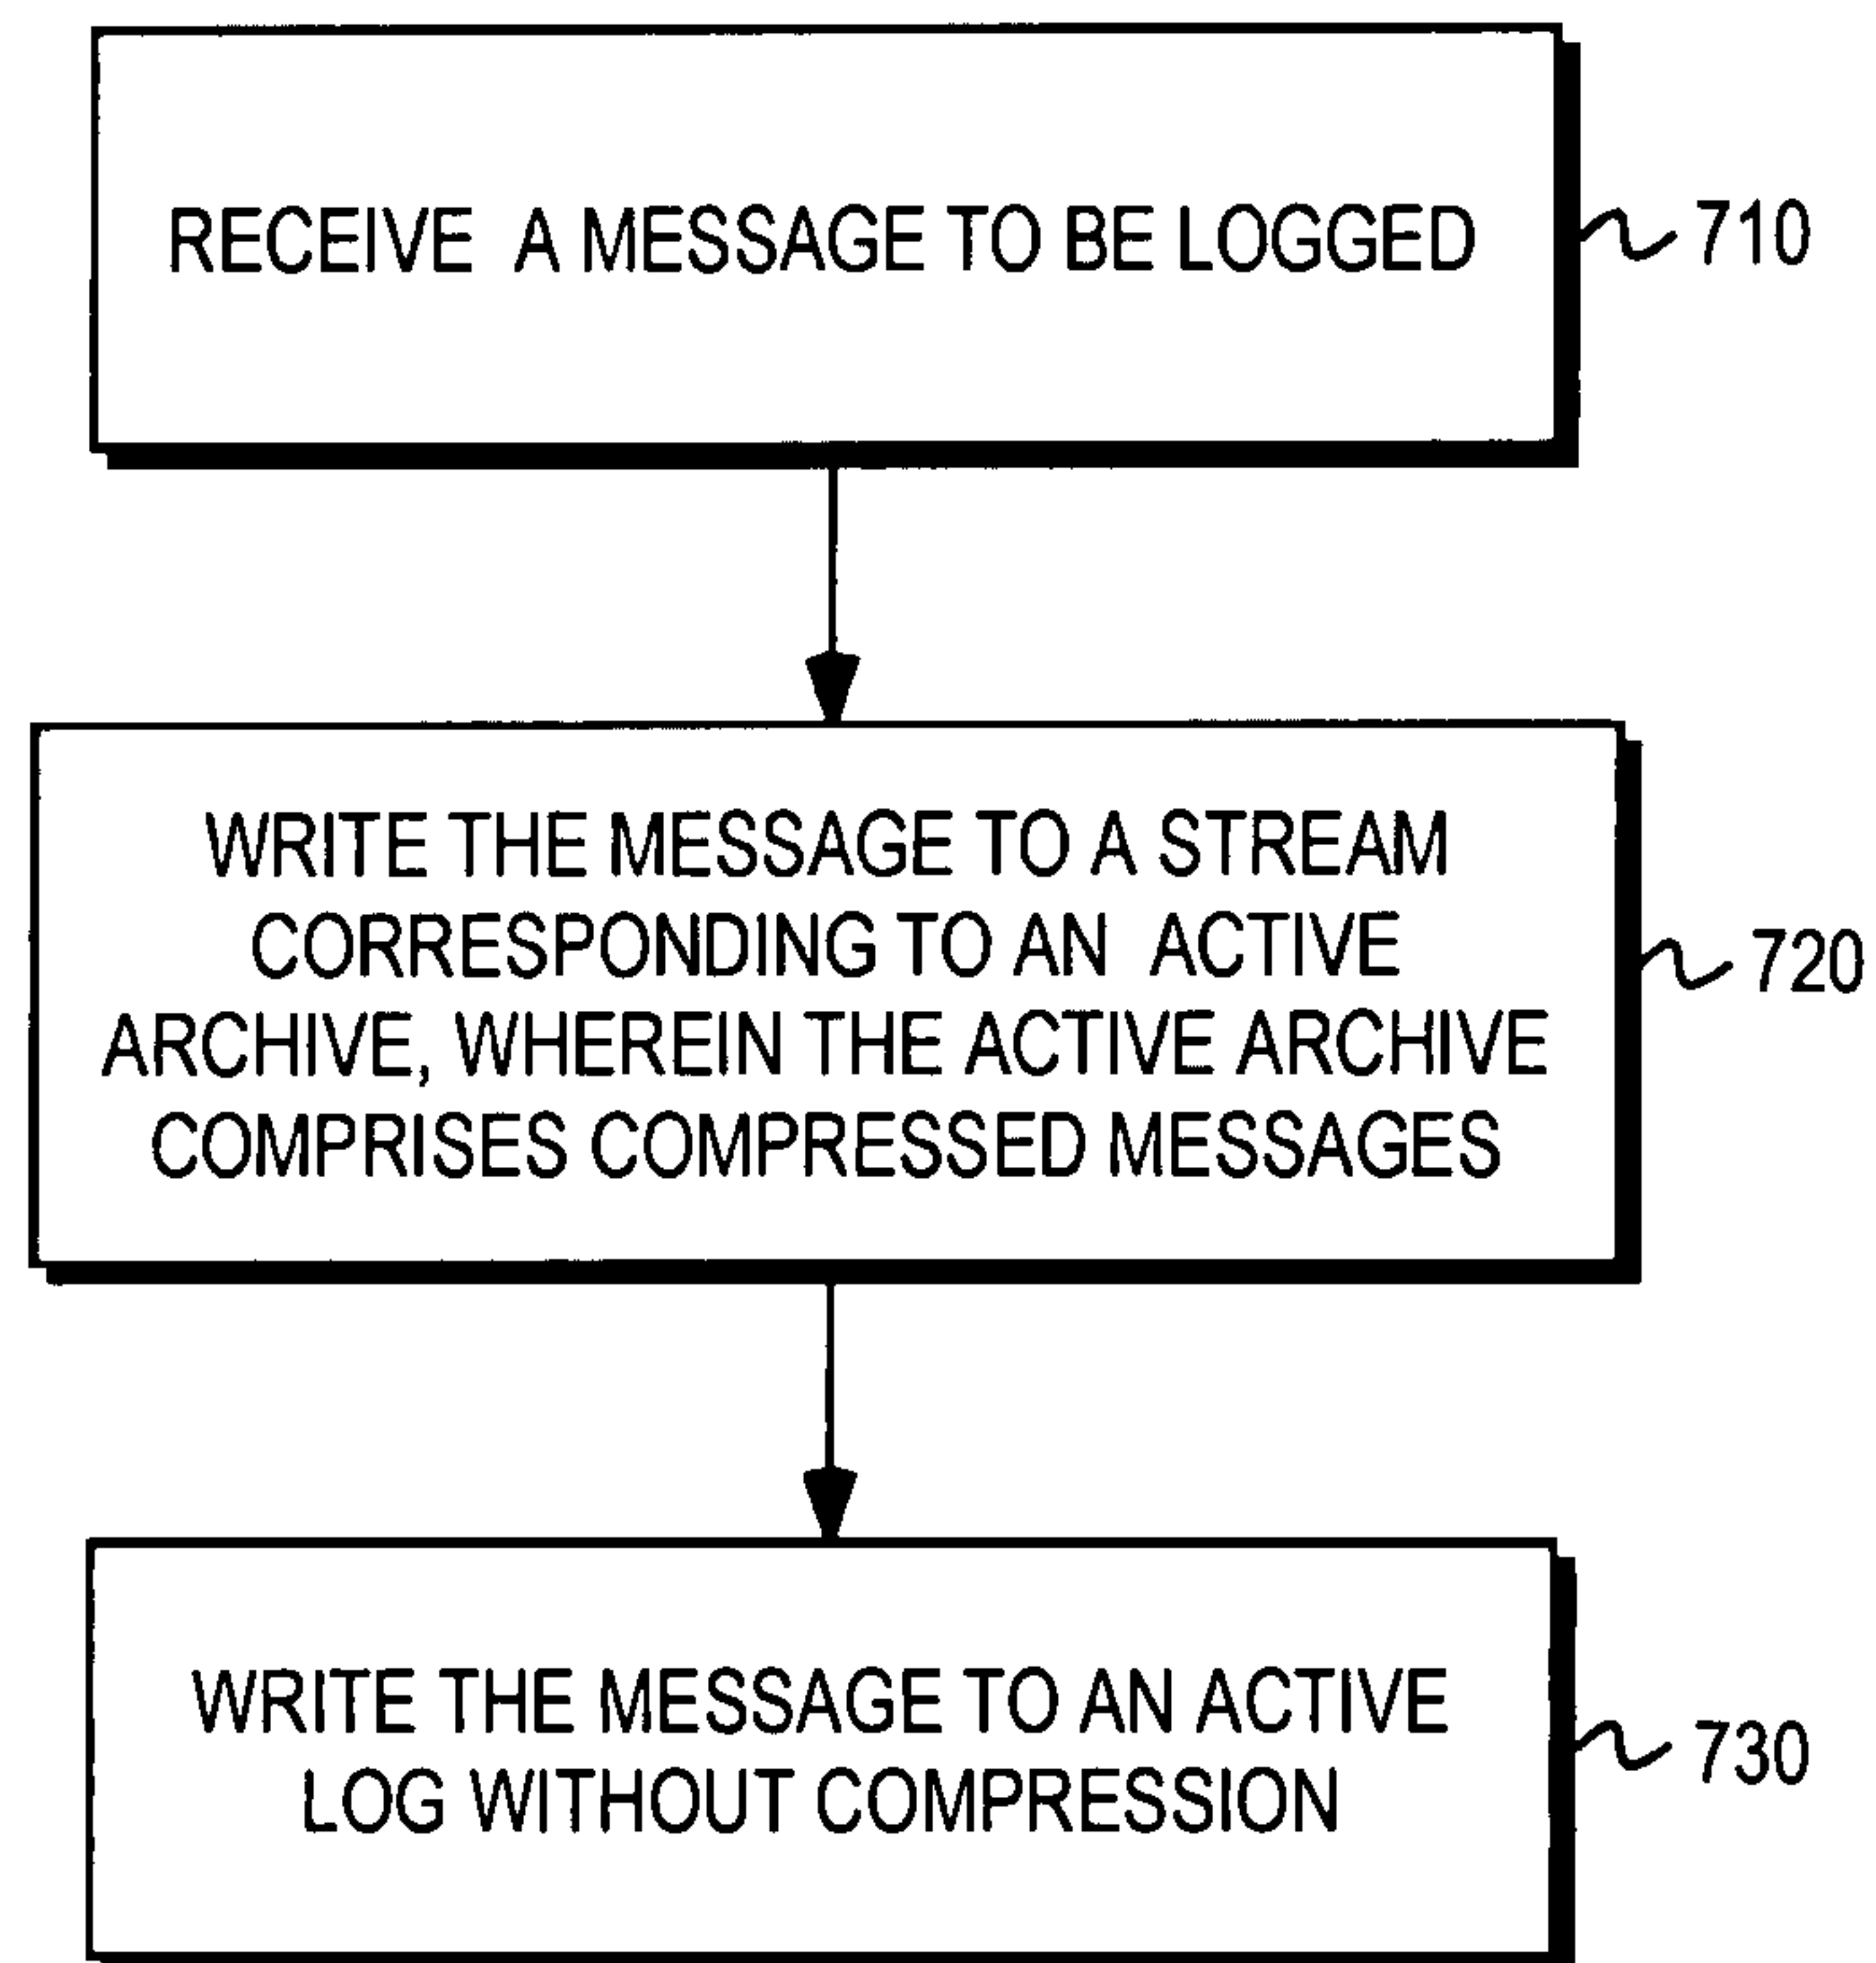 RECEIVE A MESSAGE TO BE LOGGED
710
WRITE THE MESSAGE TO A STREAM
CORRESPONDING TO AN ACTIVE
ARCHIVE, WHEREIN THE ACTIVE ARCHIVE
COMPRISES COMPRESSED MESSAGES
720
WRITE THE MESSAGE TO AN ACTIVE
LOG WITHOUT COMPRESSION
730